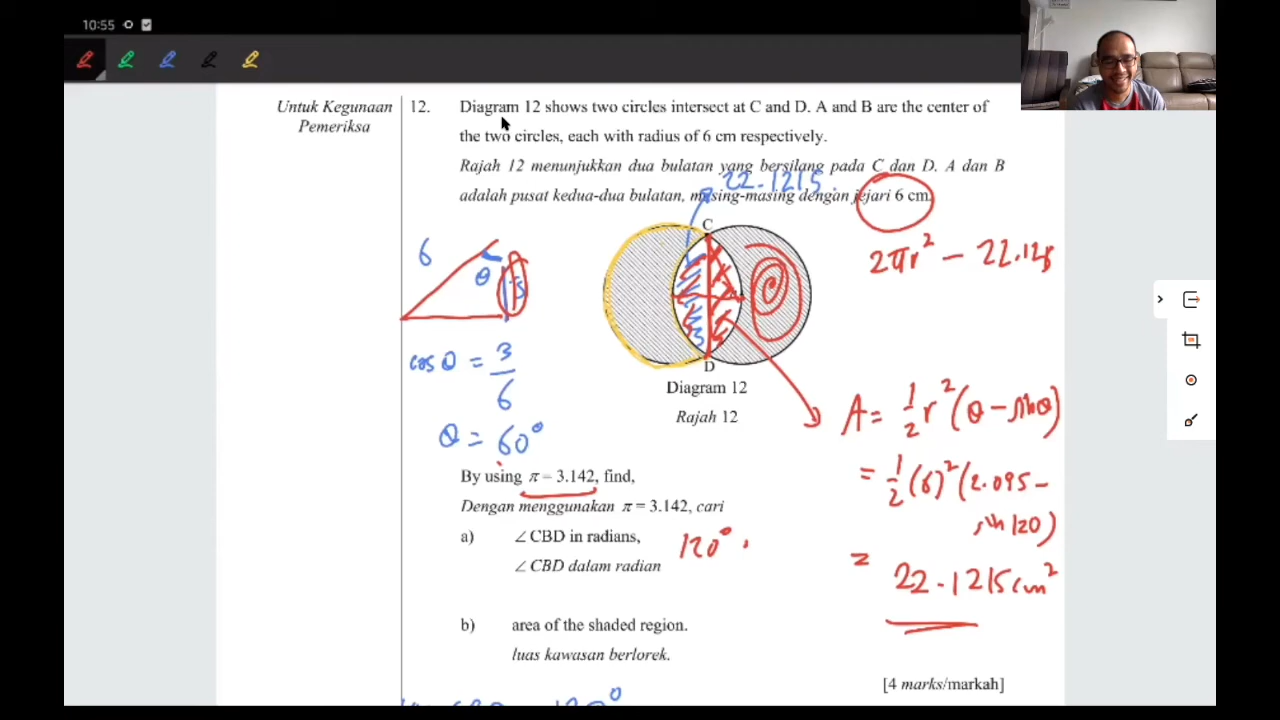 10:55
Untuk Kegunaan
Pemeriksa
12. Diagram 12 shows two circles intersect at C and D. A and B are the center of
the two circles, each with radius of 6 cm respectively.
Rajah 12 menunjukkan dua bulatan yang bersilang pada C dan D. A dan B
adalah pusat kedua-dua bulatan, masing-masing dengan jejari 6 cm.
22.1215
C
2πr² - 22.128
6
θ
3
D
cos θ = 3/6
θ = 60°
Diagram 12
Rajah 12
A = 1/2 r² (θ - sin θ)
= 1/2 (6)² (2.095 -
sin 120)
= 22.1215 cm²
By using π = 3.142, find,
Dengan menggunakan π = 3.142, cari
a) ∠CBD in radians,
120°
∠CBD dalam radian
b) area of the shaded region.
luas kawasan berlorek.
[4 marks/markah]